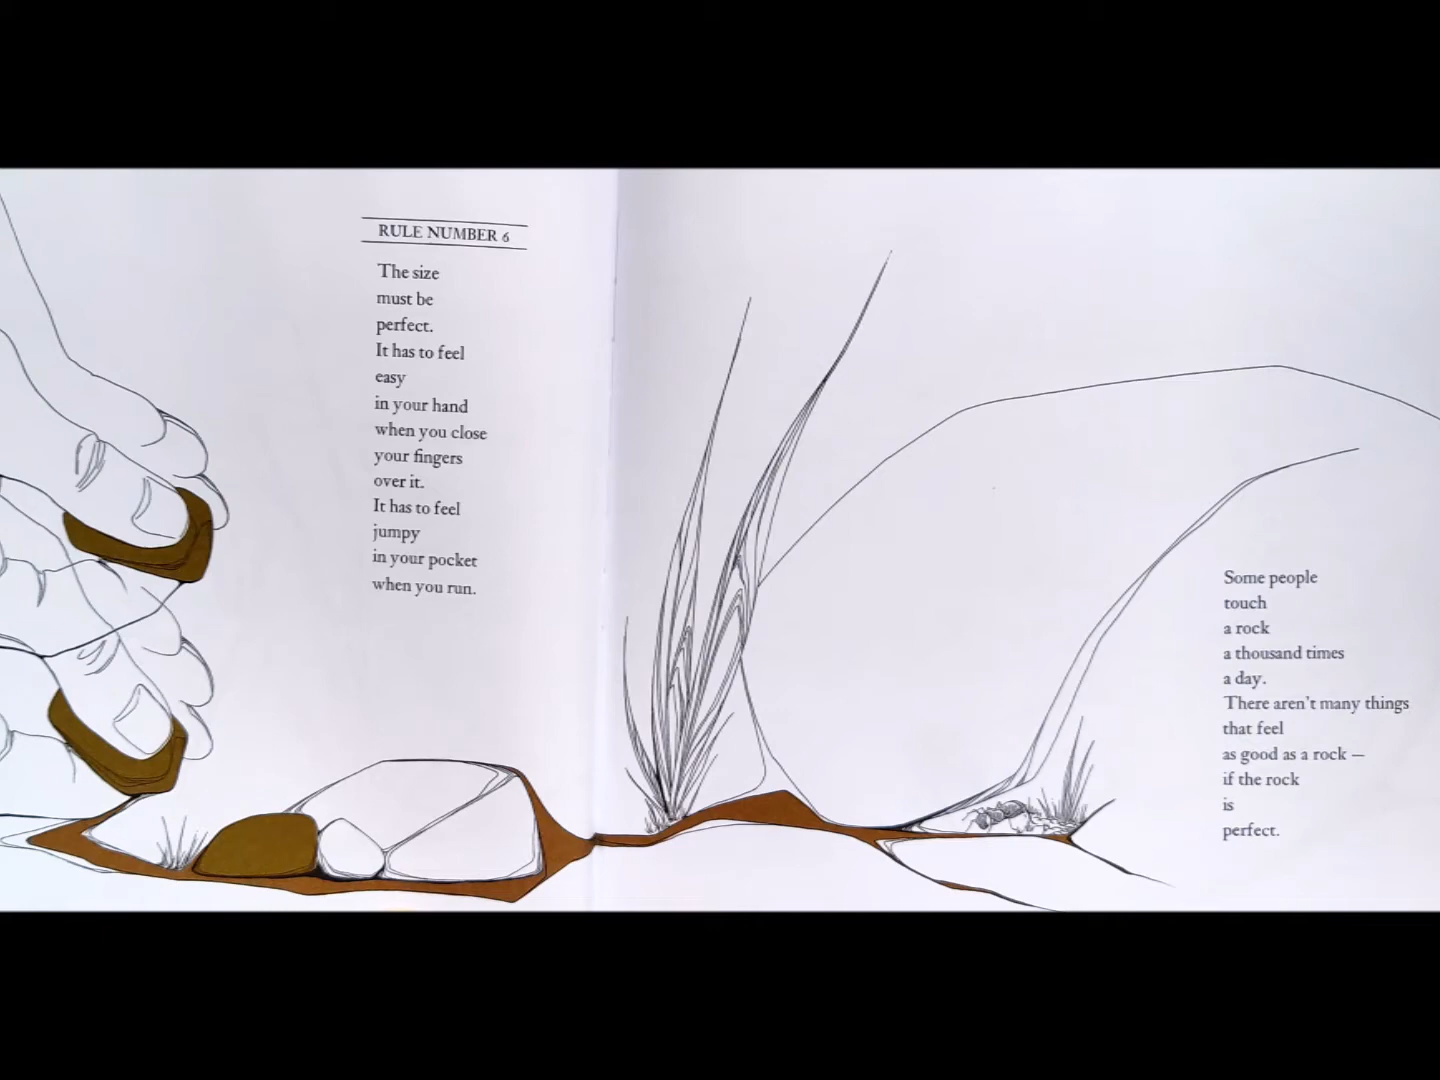 RULE NUMBER 6
The size
must be
perfect.
It has to feel
easy
in your hand
when you close
your fingers
over it.
It has to feel
jumpy
in your pocket
when you run.
Some people
touch
a rock
a thousand times
a day.
There aren't many things
that feel
as good as a rock —
if the rock
is
perfect.